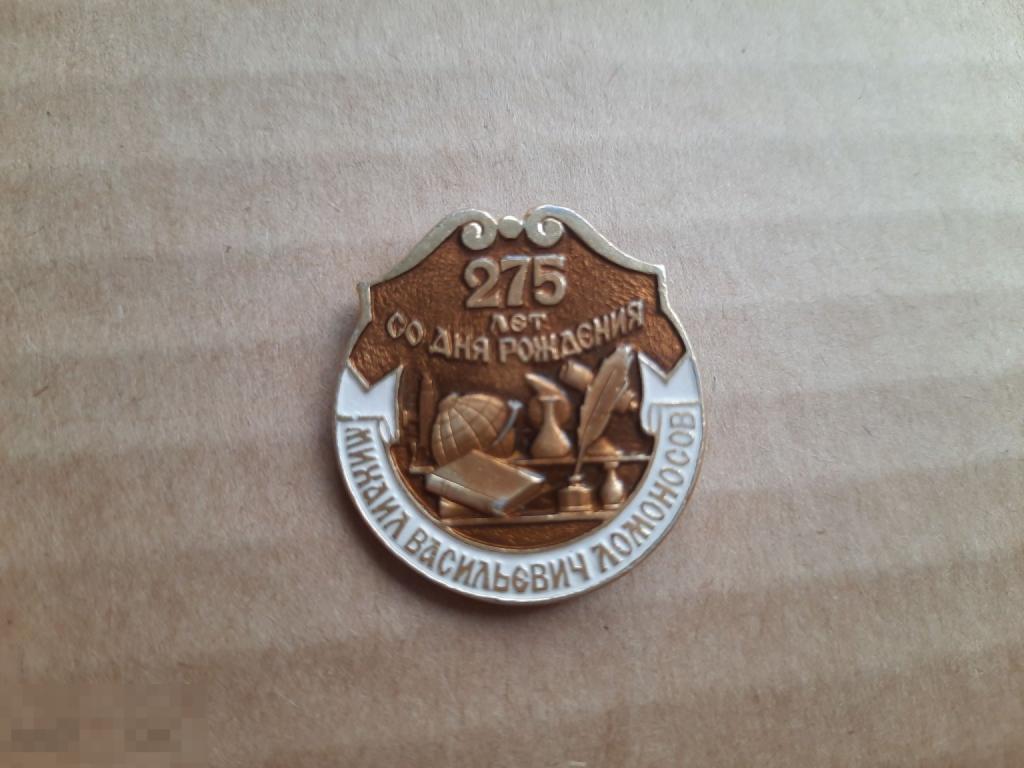 275
ЛЕТ
СО ДНЯ РОЖДЕНИЯ
МИХАИЛ ВАСИЛЬЕВИЧ ЛОМОНОСОВ